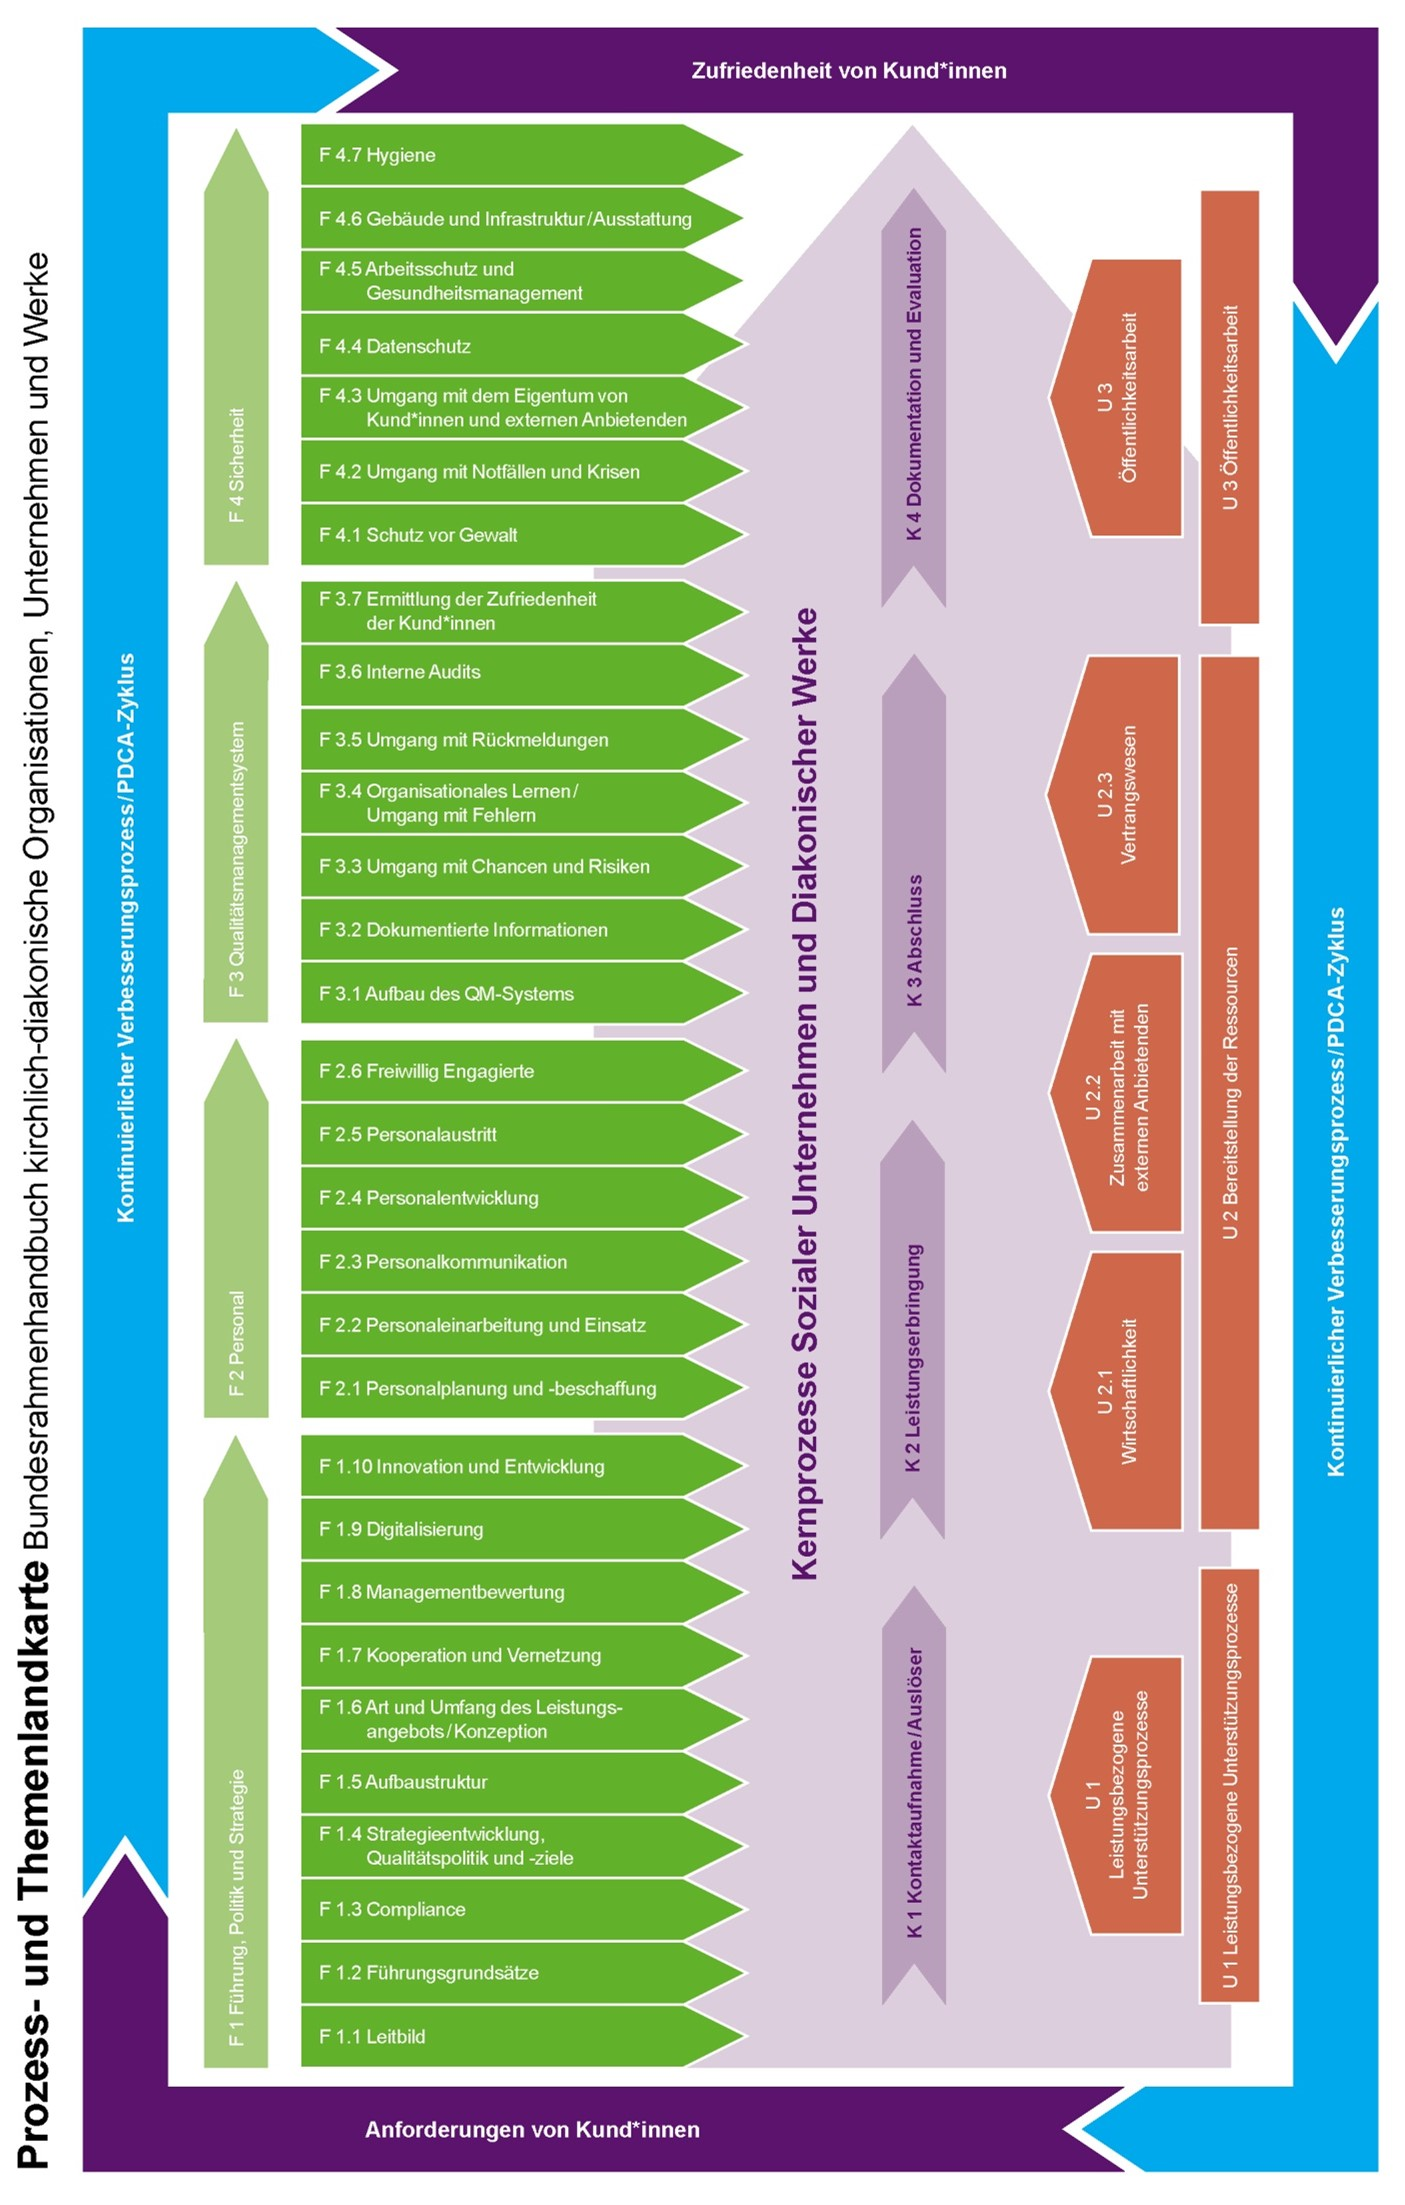 Prozess- und Themenlandkarte Bundesrahmenhandbuch kirchlich-diakonische Organisationen, Unternehmen und Werke
Zufriedenheit von Kund*innen
Kontinuierlicher Verbesserungsprozess/PDCA-Zyklus
F 4 Sicherheit
F 4.7 Hygiene
F 4.6 Gebäude und Infrastruktur/Ausstattung
F 4.5 Arbeitsschutz und
Gesundheitsmanagement
F 4.4 Datenschutz
F 4.3 Umgang mit dem Eigentum von
Kund*innen und externen Anbietenden
F 4.2 Umgang mit Notfällen und Krisen
F 4.1 Schutz vor Gewalt
F 3 Qualitätsmanagementsystem
F 3.7 Ermittlung der Zufriedenheit
der Kund*innen
F 3.6 Interne Audits
F 3.5 Umgang mit Rückmeldungen
F 3.4 Organisationales Lernen/
Umgang mit Fehlern
F 3.3 Umgang mit Chancen und Risiken
F 3.2 Dokumentierte Informationen
F 3.1 Aufbau des QM-Systems
F 2 Personal
F 2.6 Freiwillig Engagierte
F 2.5 Personalaustritt
F 2.4 Personalentwicklung
F 2.3 Personalkommunikation
F 2.2 Personaleinarbeitung und Einsatz
F 2.1 Personalplanung und -beschaffung
F 1 Führung, Politik und Strategie
F 1.10 Innovation und Entwicklung
F 1.9 Digitalisierung
F 1.8 Managementbewertung
F 1.7 Kooperation und Vernetzung
F 1.6 Art und Umfang des Leistungs-
angebots/Konzeption
F 1.5 Aufbaustruktur
F 1.4 Strategieentwicklung,
Qualitätspolitik und -ziele
F 1.3 Compliance
F 1.2 Führungsgrundsätze
F 1.1 Leitbild
Kernprozesse Sozialer Unternehmen und Diakonischer Werke
K 1 Kontaktaufnahme/Auslöser
K 2 Leistungserbringung
K 3 Abschluss
K 4 Dokumentation und Evaluation
U 1
Leistungsbezogene
Unterstützungsprozesse
U 2.1
Wirtschaftlichkeit
U 2.2
Zusammenarbeit mit
externen Anbietenden
U 2.3
Vertrangswesen
U 3
Öffentlichkeitsarbeit
U 1 Leistungsbezogene Unterstützungsprozesse
U 2 Bereitstellung der Ressourcen
U 3 Öffentlichkeitsarbeit
Kontinuierlicher Verbesserungsprozess/PDCA-Zyklus
Anforderungen von Kund*innen